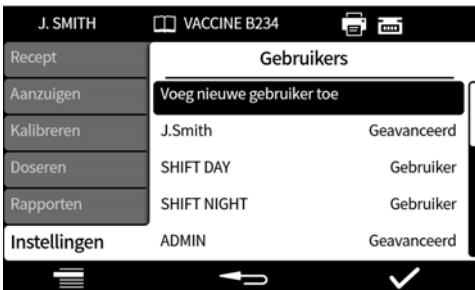 J. SMITH VACCINE B234
Recept
Aanzuigen
Kalibreren
Doseren
Rapporten
Instellingen
Gebruikers
Voeg nieuwe gebruiker toe
J.Smith Geavanceerd
SHIFT DAY Gebruiker
SHIFT NIGHT Gebruiker
ADMIN Geavanceerd